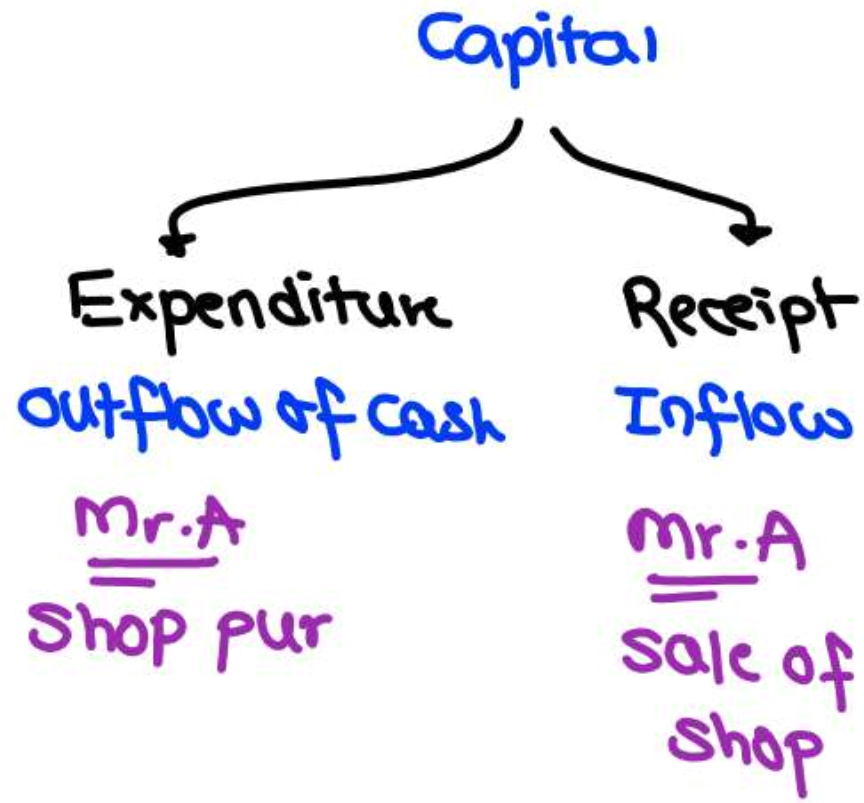 Capital
Expenditure
outflow of cash
Mr.A
shop pur
Receipt
Inflow
Mr.A
sale of
shop